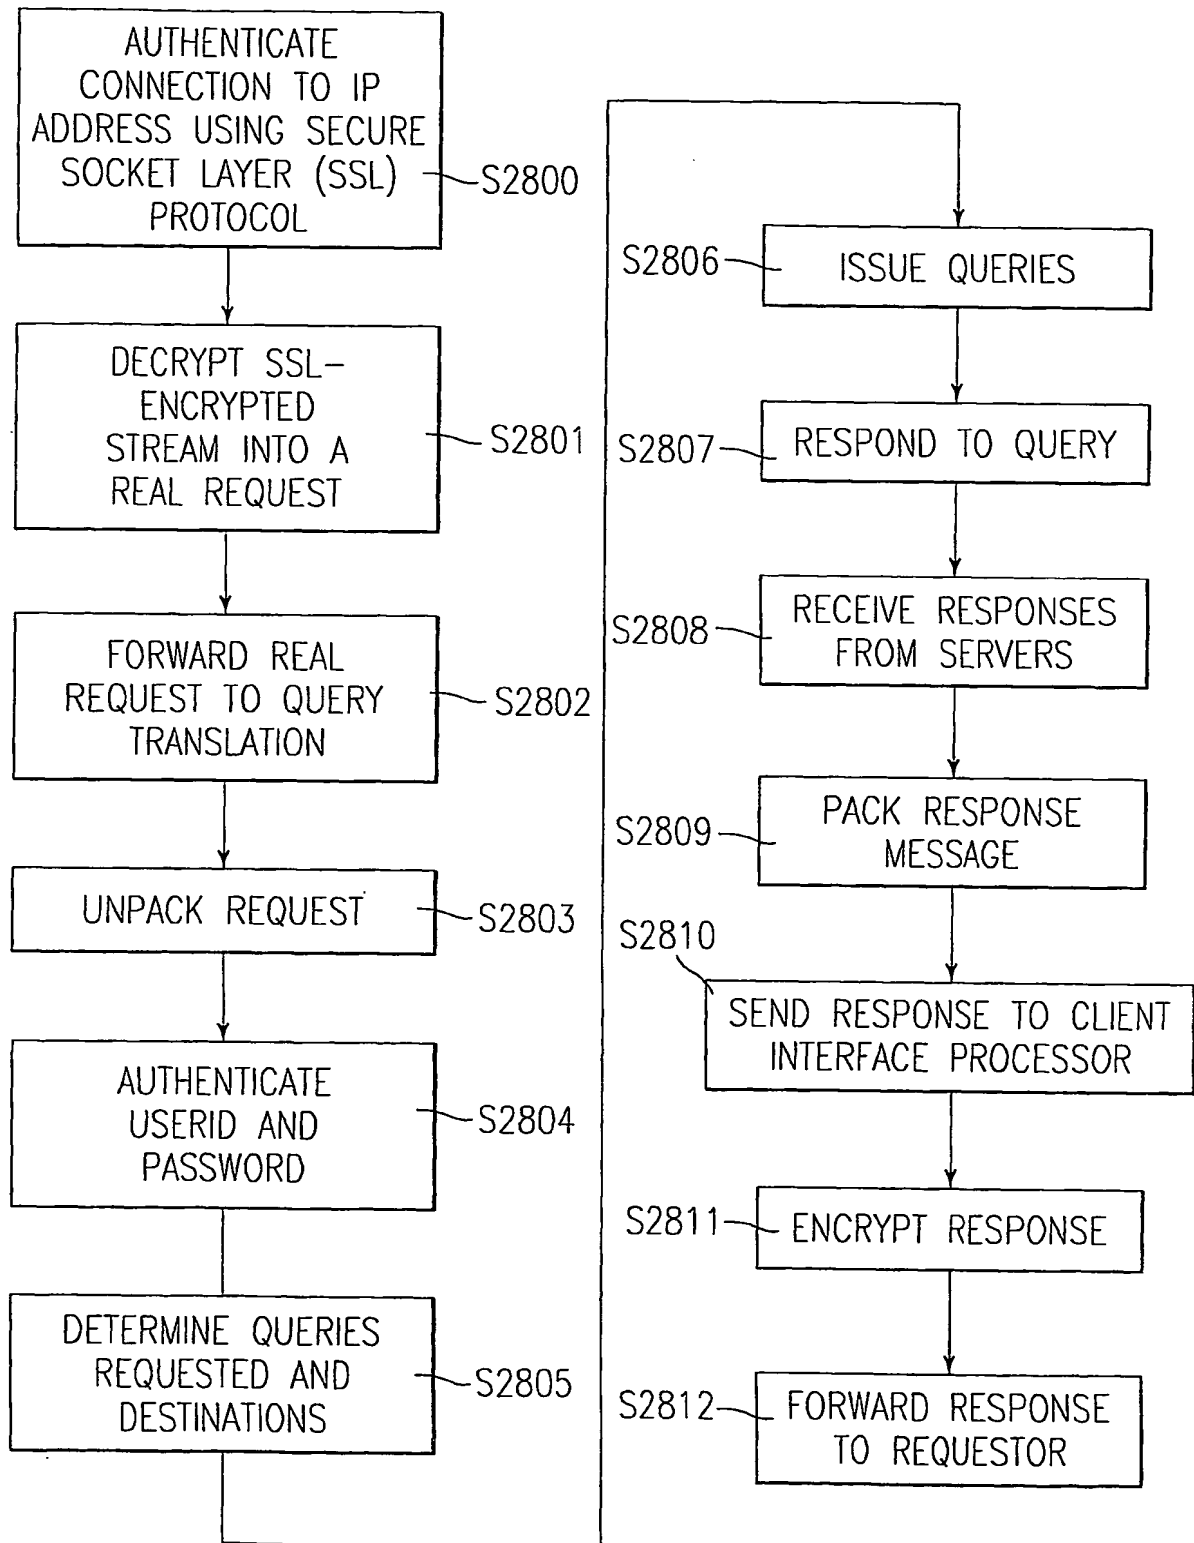 AUTHENTICATE
CONNECTION TO IP
ADDRESS USING SECURE
SOCKET LAYER (SSL)
PROTOCOL
S2800
DECRYPT SSL-
ENCRYPTED
STREAM INTO A
REAL REQUEST
S2801
FORWARD REAL
REQUEST TO QUERY
TRANSLATION
S2802
UNPACK REQUEST
S2803
AUTHENTICATE
USERID AND
PASSWORD
S2804
DETERMINE QUERIES
REQUESTED AND
DESTINATIONS
S2805
S2806
ISSUE QUERIES
S2807
RESPOND TO QUERY
S2808
RECEIVE RESPONSES
FROM SERVERS
S2809
PACK RESPONSE
MESSAGE
S2810
SEND RESPONSE TO CLIENT
INTERFACE PROCESSOR
S2811
ENCRYPT RESPONSE
S2812
FORWARD RESPONSE
TO REQUESTOR